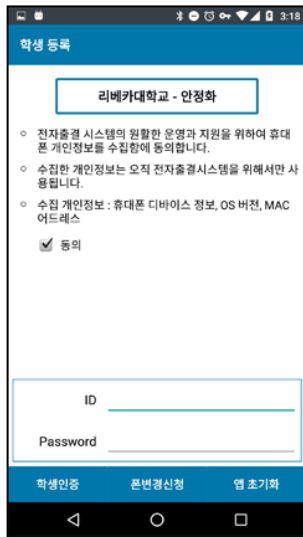 3:18
학생 등록
리베카대학교 - 안정화
전자출결 시스템의 원활한 운영과 지원을 위하여 휴대
폰 개인정보를 수집함에 동의합니다.
수집한 개인정보는 오직 전자출결시스템을 위해서만 사
용됩니다.
수집 개인정보 : 휴대폰 디바이스 정보, OS 버전, MAC
어드레스
동의
ID
Password
학생인증 폰변경신청 앱 초기화